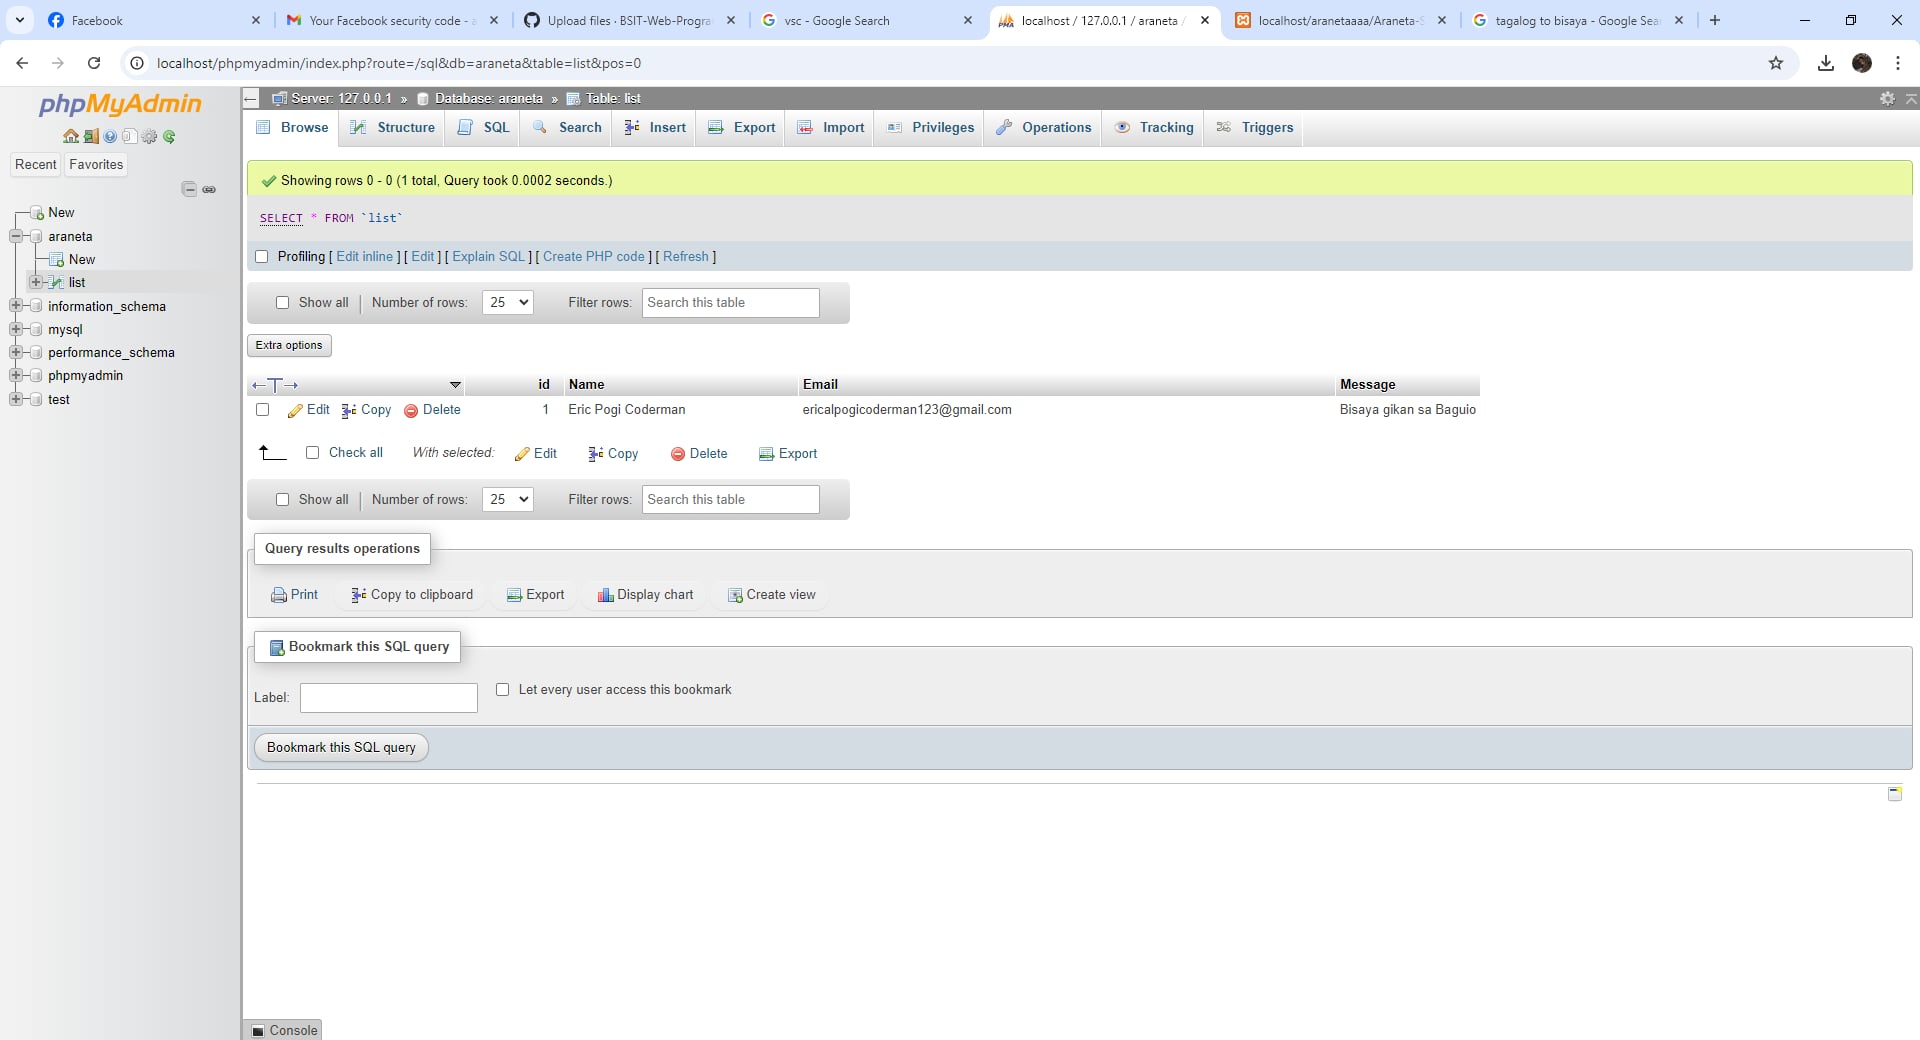 Facebook
Your Facebook security code - a
Upload files · BSIT-Web-Progra
vsc - Google Search
localhost / 127.0.0.1 / araneta /
localhost/aranetaaaa/Araneta-S
tagalog to bisaya - Google Sea
localhost/phpmyadmin/index.php?route=/sql&db=araneta&table=list&pos=0
phpMyAdmin
Recent
Favorites
New
araneta
New
list
information_schema
mysql
performance_schema
phpmyadmin
test
Server: 127.0.0.1 » Database: araneta » Table: list
Browse Structure SQL Search Insert Export Import Privileges Operations Tracking Triggers
Showing rows 0 - 0 (1 total, Query took 0.0002 seconds.)
SELECT * FROM `list`
Profiling [ Edit inline ] [ Edit ] [ Explain SQL ] [ Create PHP code ] [ Refresh ]
Show all | Number of rows: 25 Filter rows: Search this table
Extra options
id Name Email Message
Edit Copy Delete 1 Eric Pogi Coderman ericalpogicoderman123@gmail.com Bisaya gikan sa Baguio
Check all With selected: Edit Copy Delete Export
Show all | Number of rows: 25 Filter rows: Search this table
Query results operations
Print Copy to clipboard Export Display chart Create view
Bookmark this SQL query
Label: Let every user access this bookmark
Bookmark this SQL query
Console